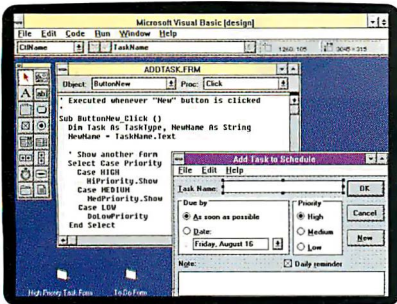 Microsoft Visual Basic [design]
File Edit Code Run Window Help
CtlName TaskName 1260, 105 3045 × 315
ADDTASK.FRM
Object: ButtonNew Proc: Click
' Executed whenever "New" button is clicked
'
Sub ButtonNew_Click ()
Dim Task As TaskType, NewName As String
NewName = TaskName.Text
' Show another form
Select Case Priority
Case HIGH
HiPriority.Show
Case MEDIUM
MedPriority.Show
Case LOW
DoLowPriority
End Select
Add Task to Schedule
File Edit Help
Task Name:
OK
Due by
Priority
As soon as possible
High
Cancel
Date:
Medium
Friday, August 16
Low
New
Note:
Daily reminder
High Priority Task Form
To Do Form
A
ab